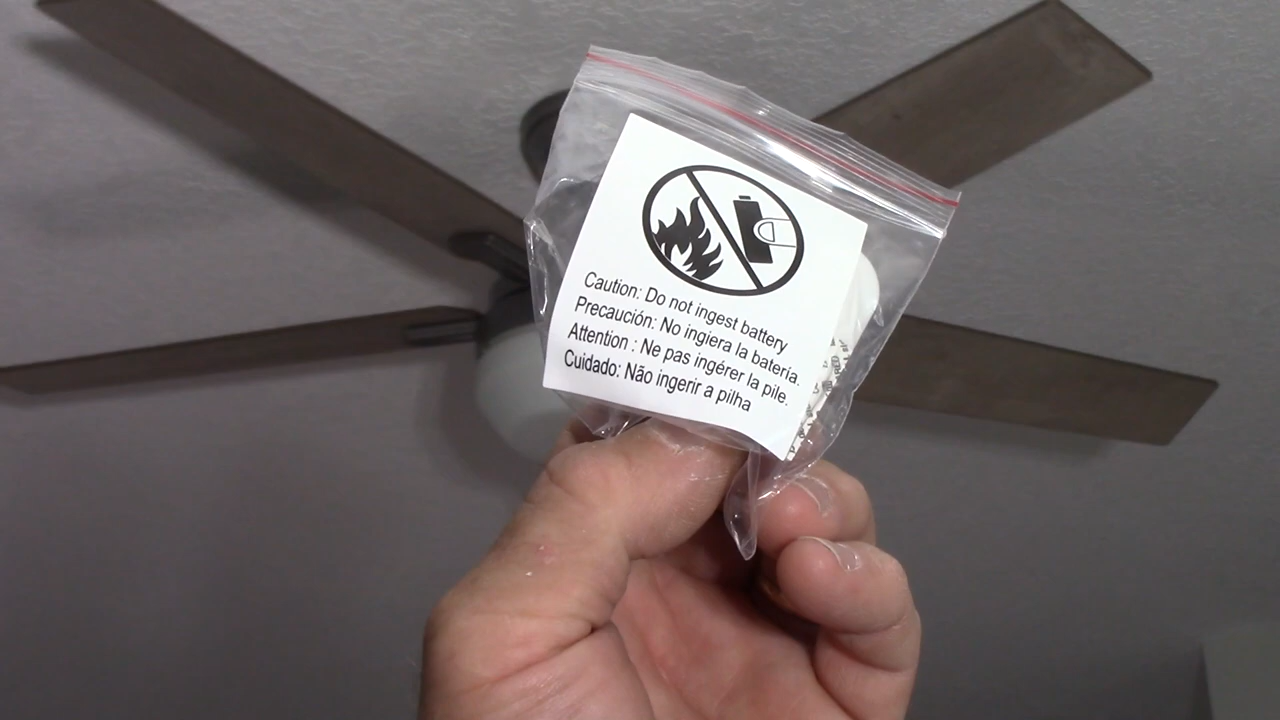 Caution: Do not ingest battery
Precaución: No ingiera la batería.
Attention : Ne pas ingérer la pile.
Cuidado: Não ingerir a pilha